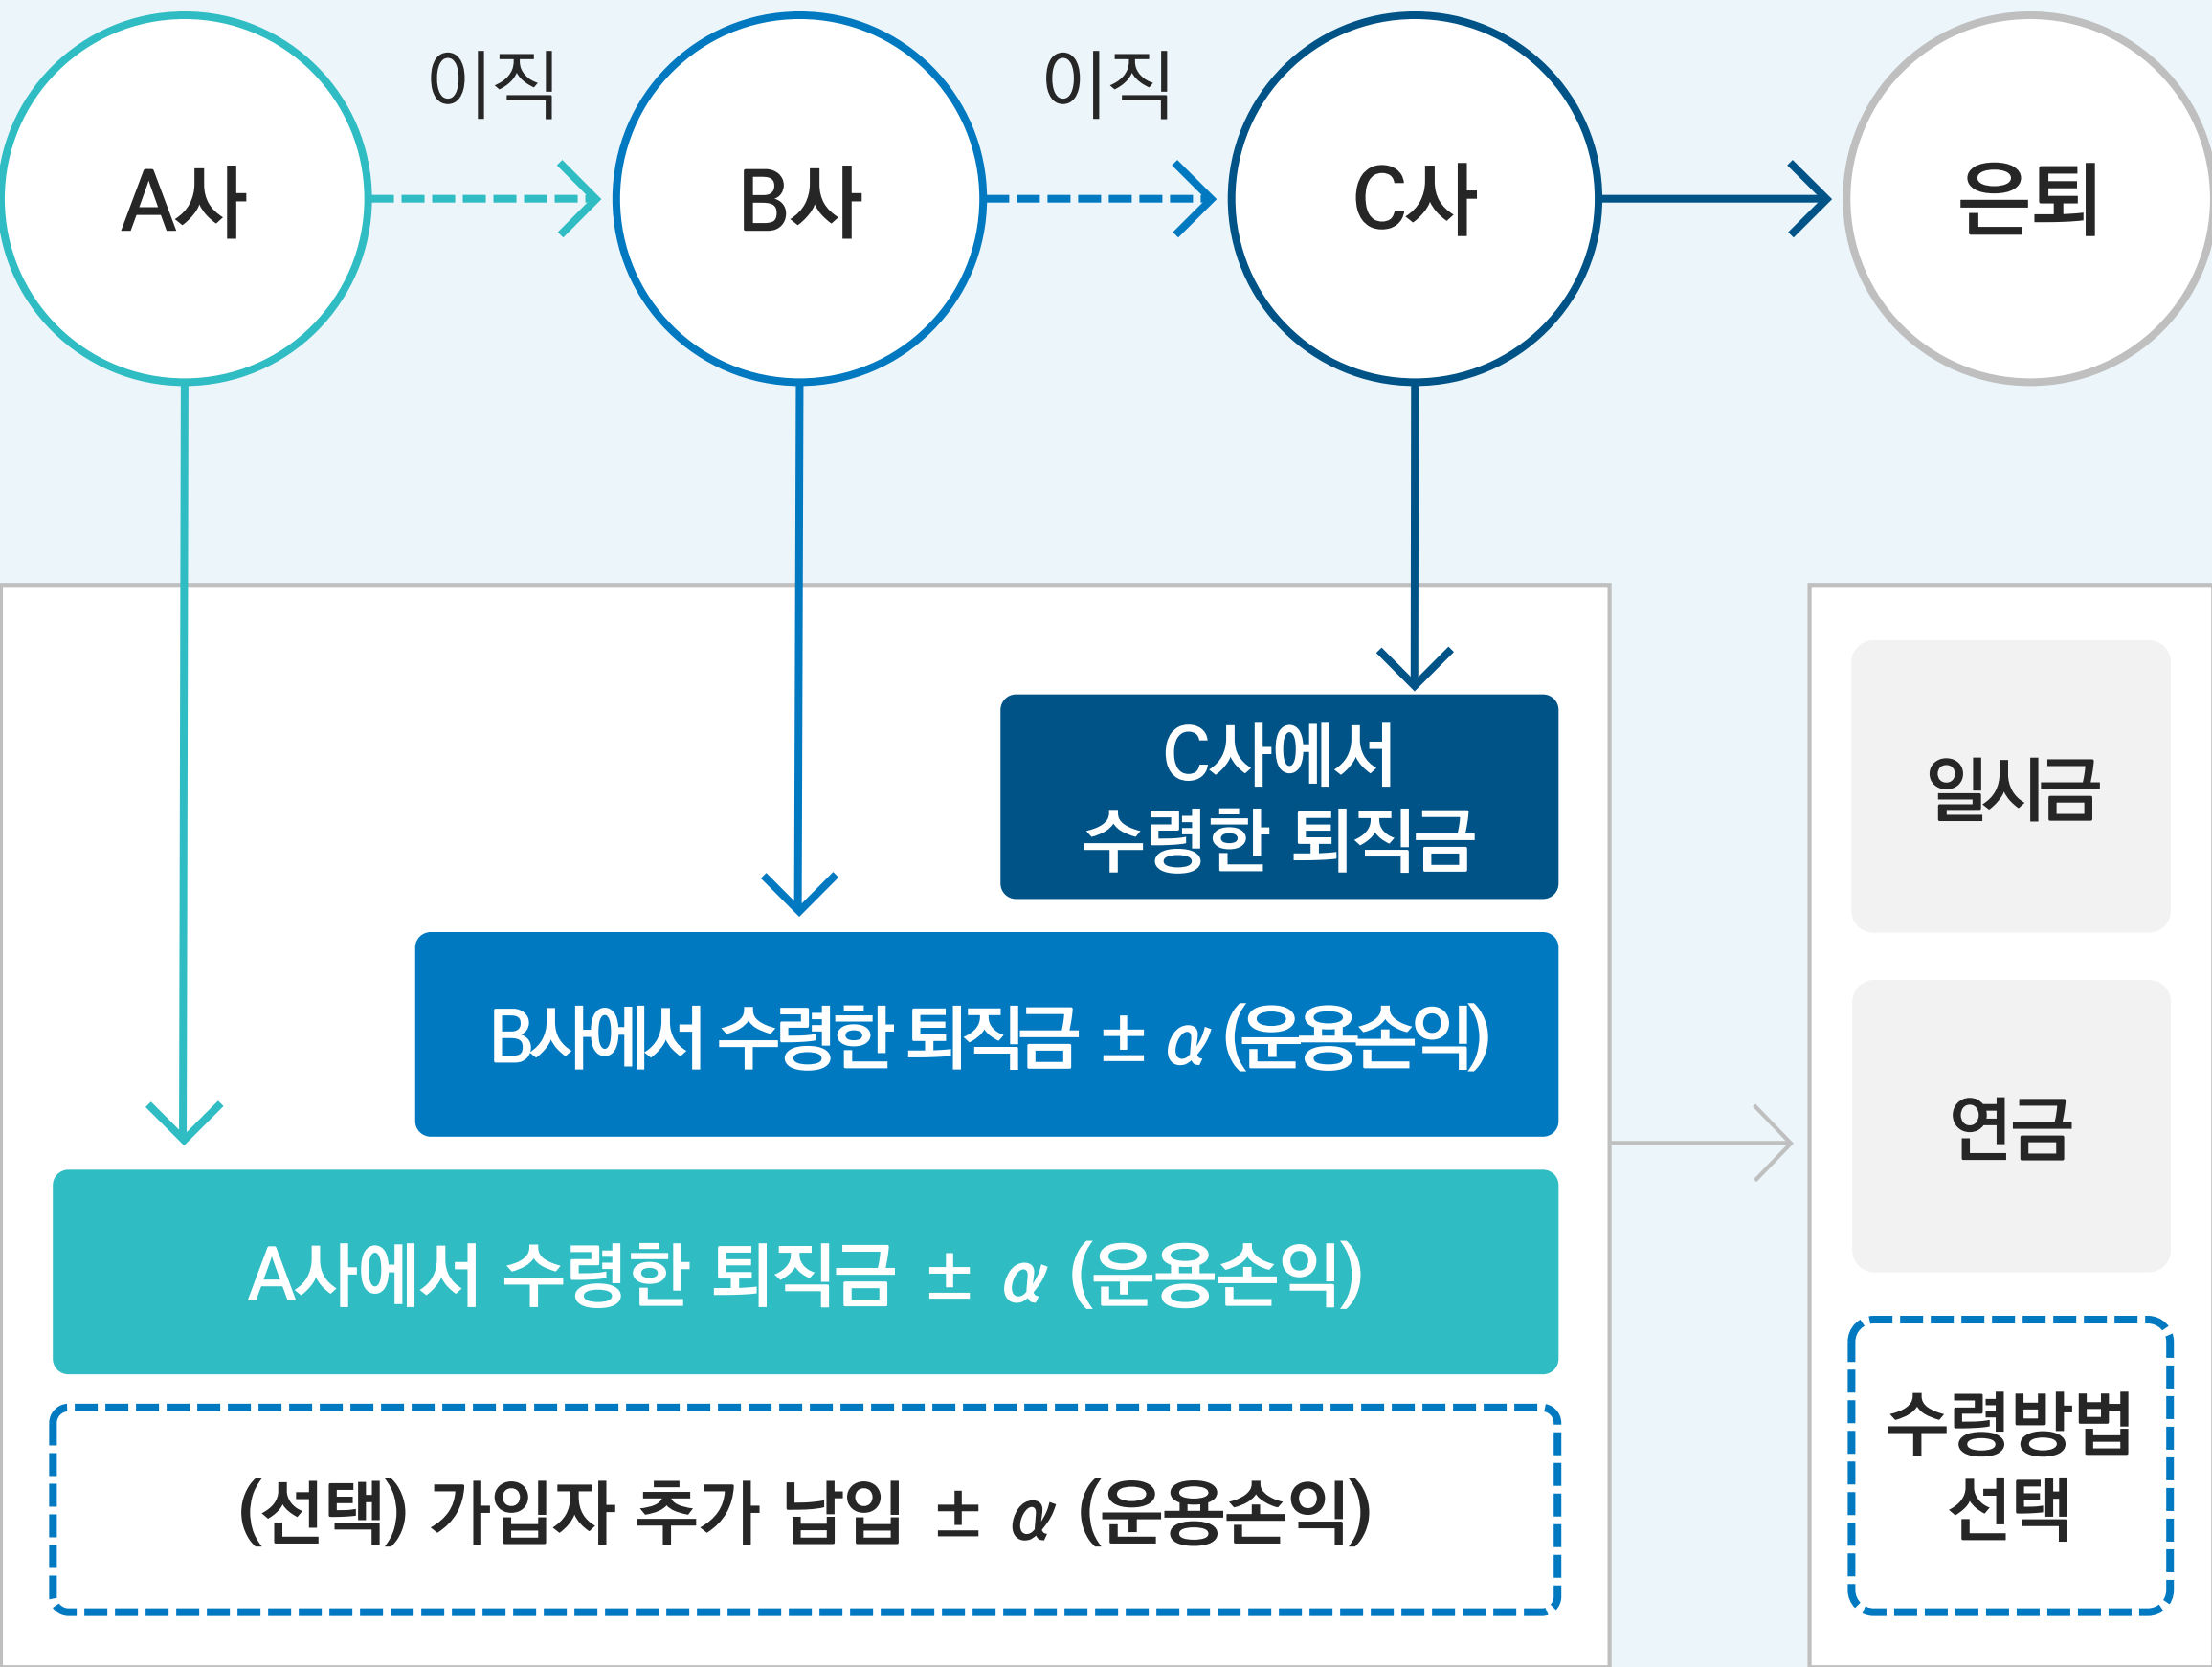 A사
이직
B사
이직
C사
은퇴
C사에서
수령한 퇴직금
B사에서 수령한 퇴직금 ± α (운용손익)
A사에서 수령한 퇴직금 ± α (운용손익)
(선택) 가입자 추가 납입 ± α (운용손익)
일시금
연금
수령방법
선택